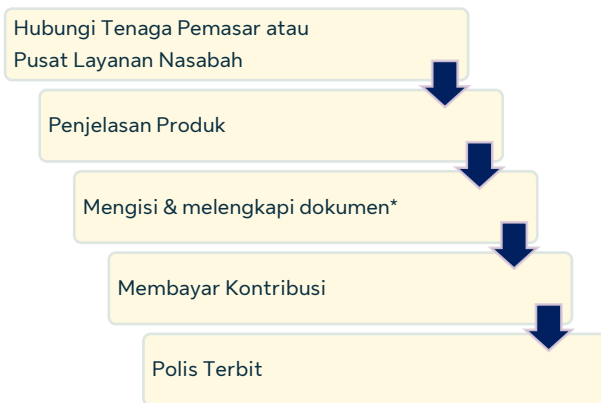 Hubungi Tenaga Pemasar atau
Pusat Layanan Nasabah
Penjelasan Produk
Mengisi & melengkapi dokumen*
Membayar Kontribusi
Polis Terbit